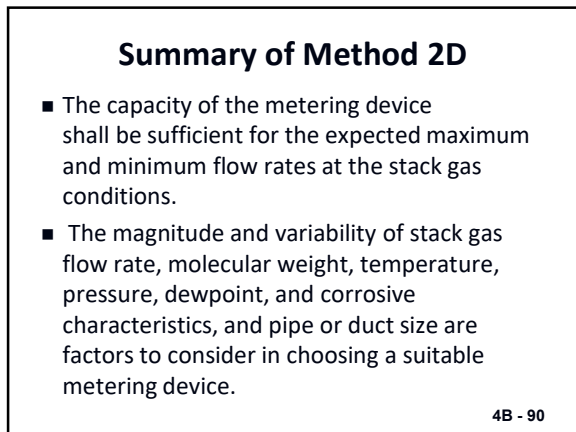 Summary of Method 2D
■ The capacity of the metering device
shall be sufficient for the expected maximum
and minimum flow rates at the stack gas
conditions.
■ The magnitude and variability of stack gas
flow rate, molecular weight, temperature,
pressure, dewpoint, and corrosive
characteristics, and pipe or duct size are
factors to consider in choosing a suitable
metering device.
4B - 90